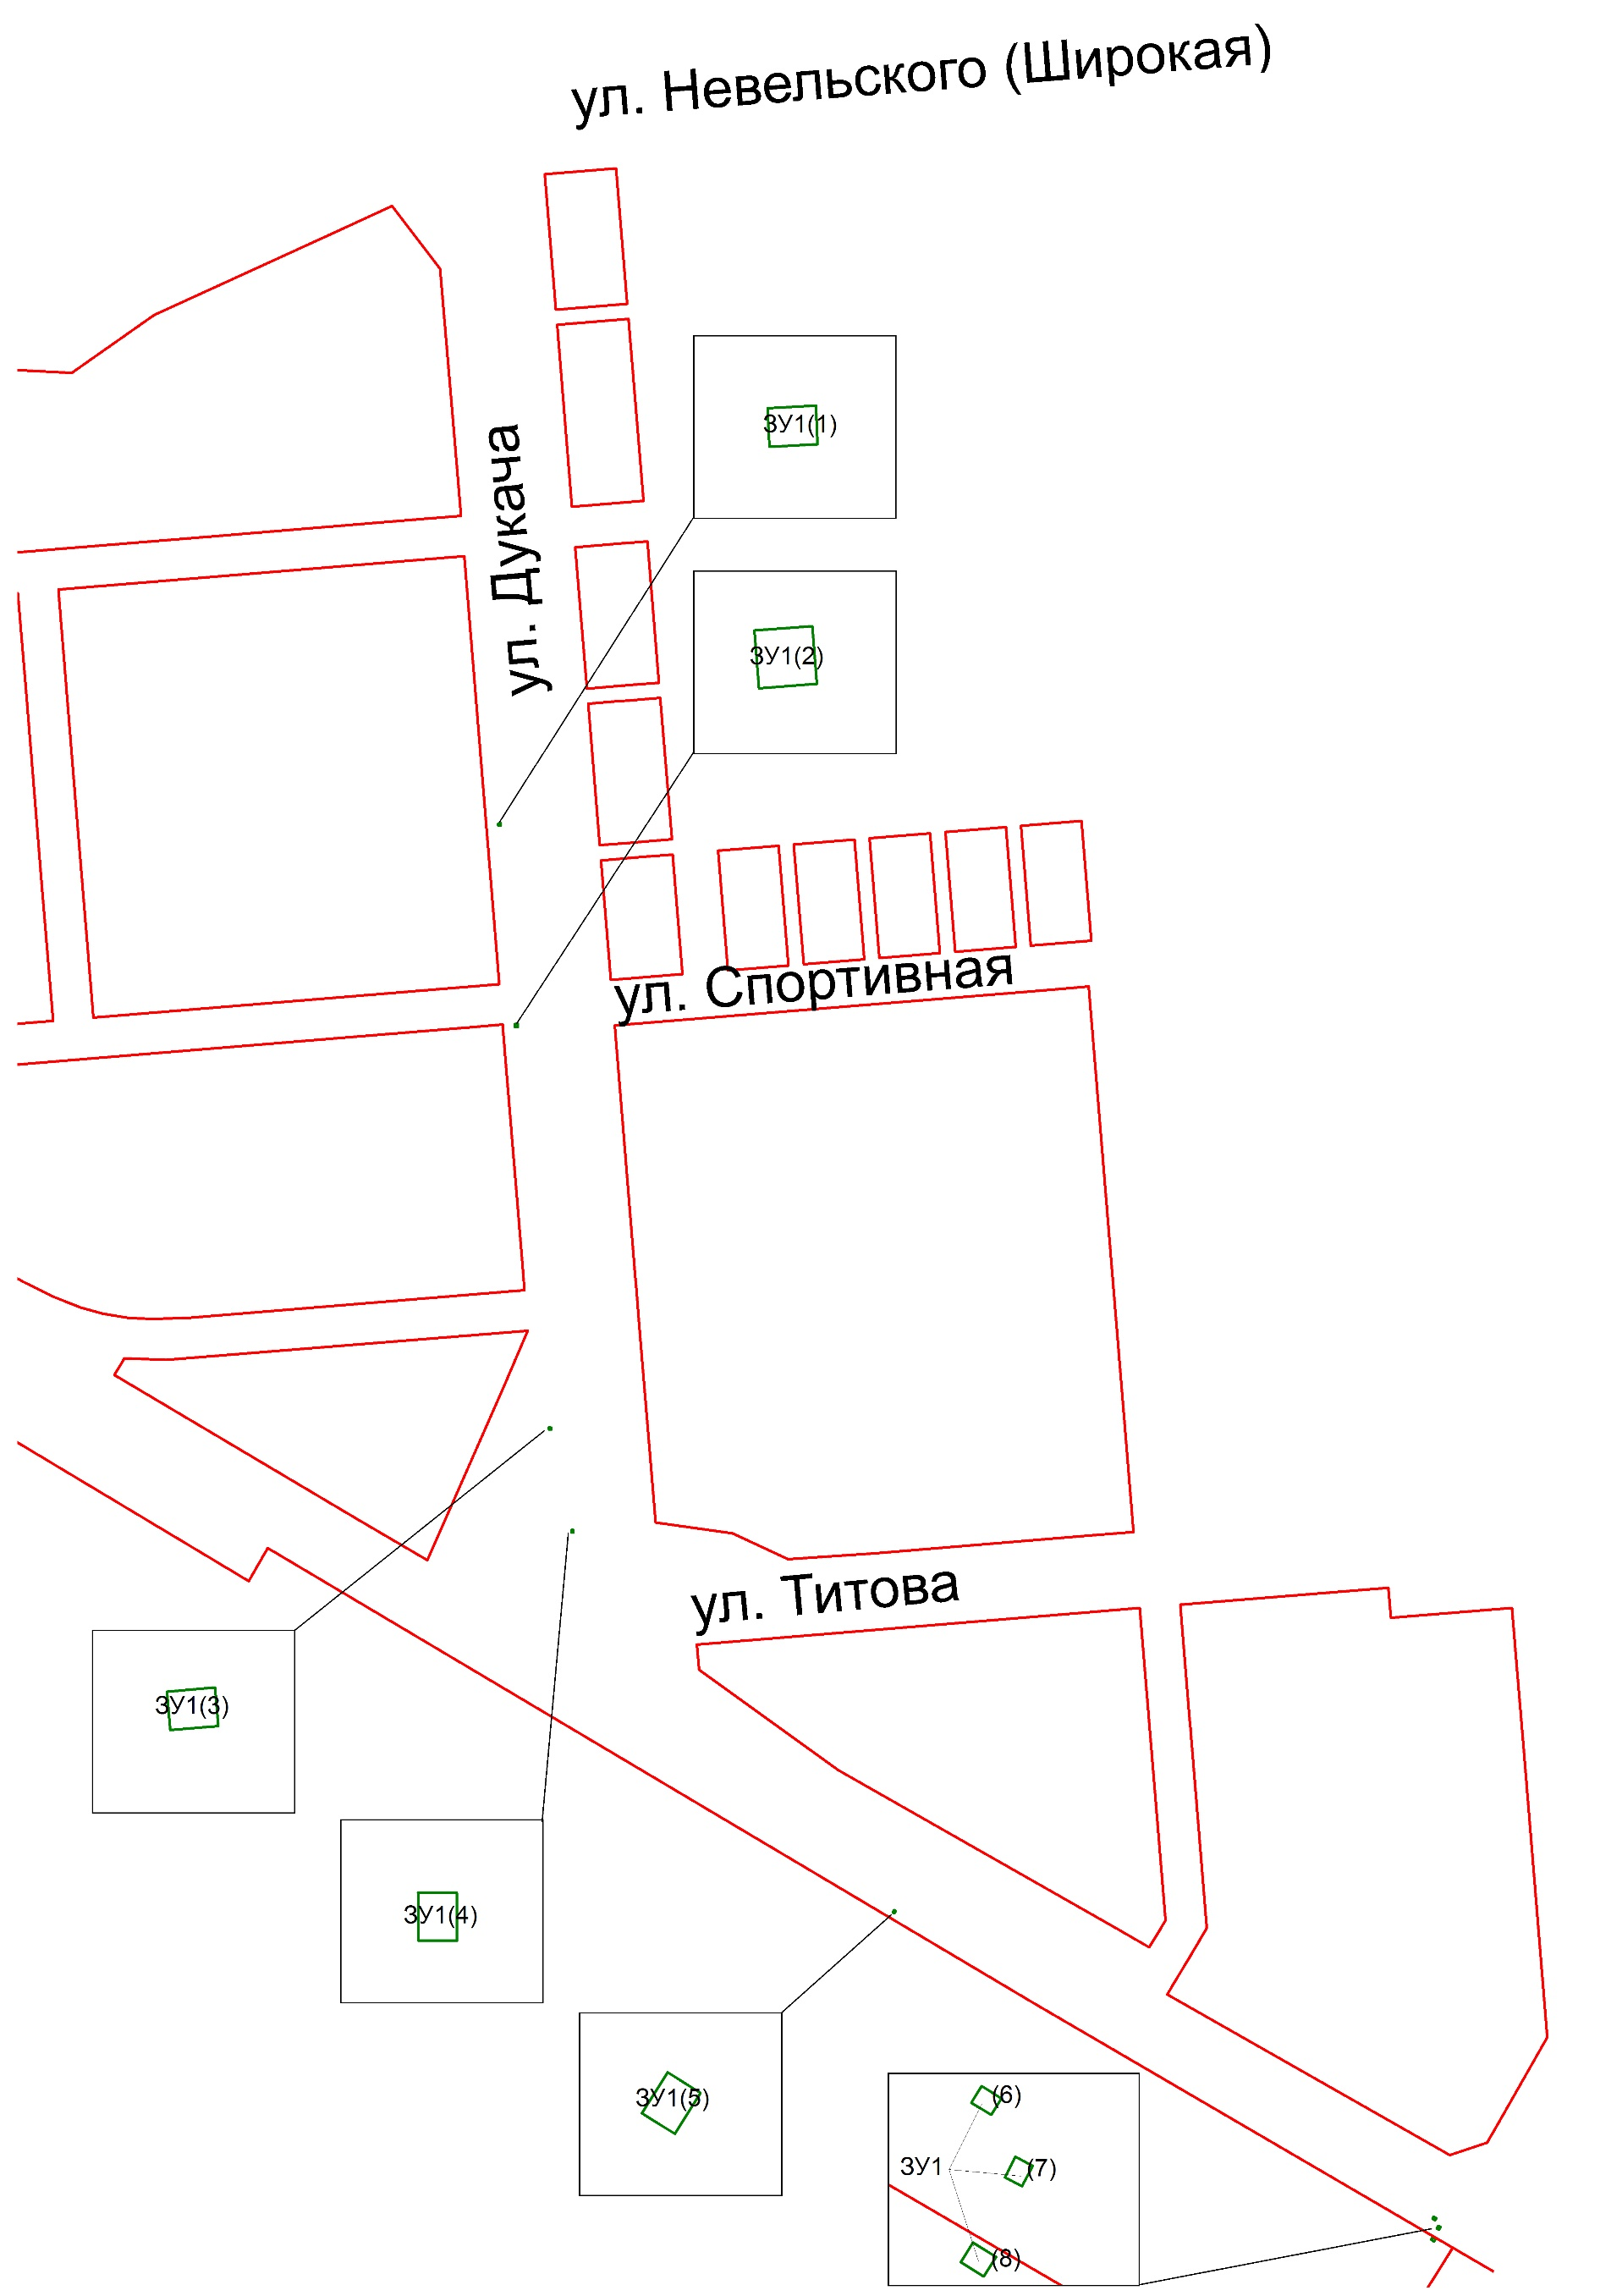 ул. Невельского (Широкая)
ЗУ1(1)
ул. Дукача
ЗУ1(2)
ул. Спортивная
ул. Титова
ЗУ1(3)
ЗУ1(4)
ЗУ1(5)
(6)
ЗУ1
(7)
(8)